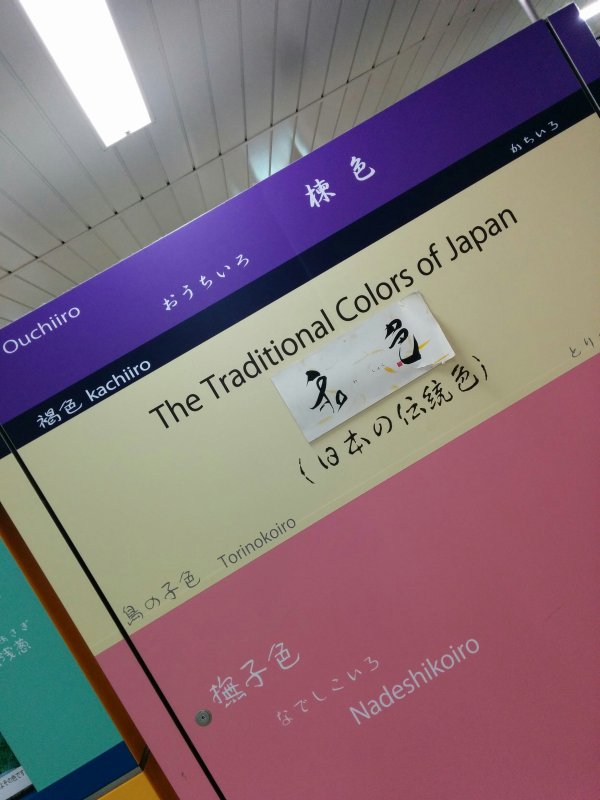 楝色
おうちいろ
Ouchiiro
かちいろ
褐色 kachiiro
The Traditional Colors of Japan
色
(日本の伝統色)
とり
鳥の子色 Torinokoiro
撫子色
なでしこいろ
Nadeshikoiro